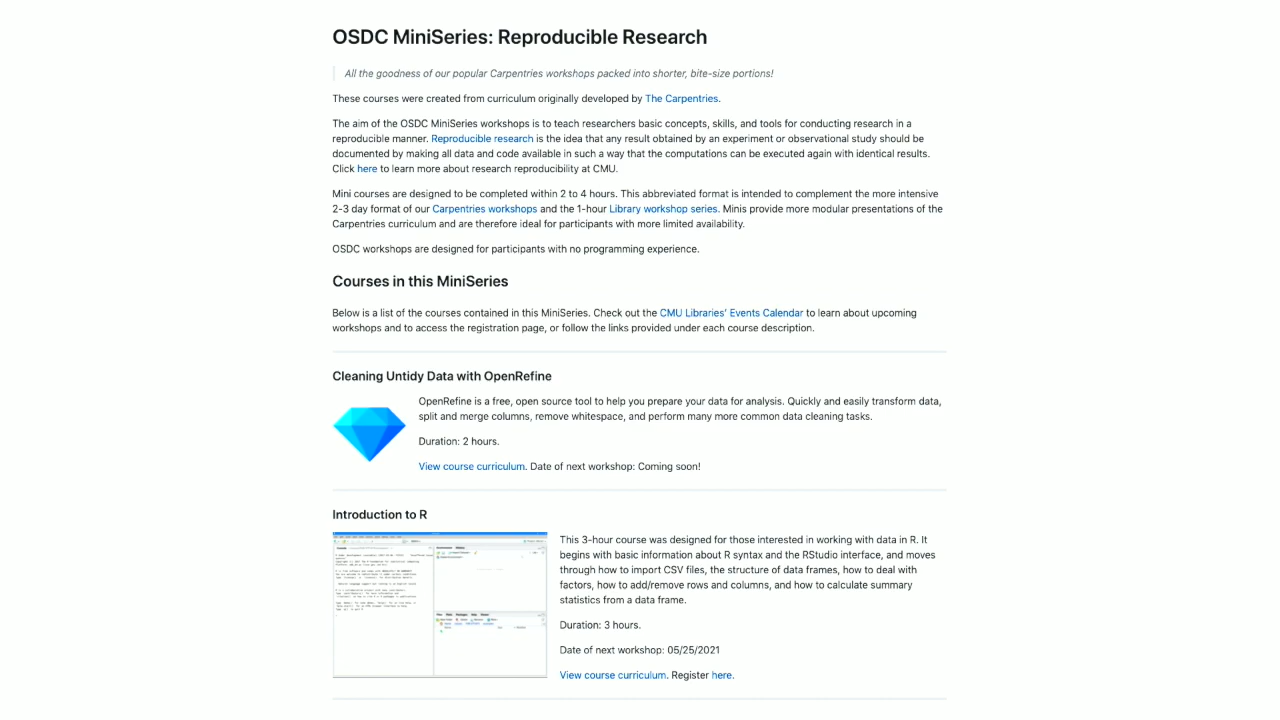 OSDC MiniSeries: Reproducible Research
All the goodness of our popular Carpentries workshops packed into shorter, bite-size portions!
These courses were created from curriculum originally developed by The Carpentries.
The aim of the OSDC MiniSeries workshops is to teach researchers basic concepts, skills, and tools for conducting research in a
reproducible manner. Reproducible research is the idea that any result obtained by an experiment or observational study should be
documented by making all data and code available in such a way that the computations can be executed again with identical results.
Click here to learn more about research reproducibility at CMU.
Mini courses are designed to be completed within 2 to 4 hours. This abbreviated format is intended to complement the more intensive
2-3 day format of our Carpentries workshops and the 1-hour Library workshop series. Minis provide more modular presentations of the
Carpentries curriculum and are therefore ideal for participants with more limited availability.
OSDC workshops are designed for participants with no programming experience.
Courses in this MiniSeries
Below is a list of the courses contained in this MiniSeries. Check out the CMU Libraries' Events Calendar to learn about upcoming
workshops and to access the registration page, or follow the links provided under each course description.
Cleaning Untidy Data with OpenRefine
OpenRefine is a free, open source tool to help you prepare your data for analysis. Quickly and easily transform data,
split and merge columns, remove whitespace, and perform many more common data cleaning tasks.
Duration: 2 hours.
View course curriculum. Date of next workshop: Coming soon!
Introduction to R
This 3-hour course was designed for those interested in working with data in R. It
begins with basic information about R syntax and the RStudio interface, and moves
through how to import CSV files, the structure of data frames, how to deal with
factors, how to add/remove rows and columns, and how to calculate summary
statistics from a data frame.
Duration: 3 hours.
Date of next workshop: 05/25/2021
View course curriculum. Register here.